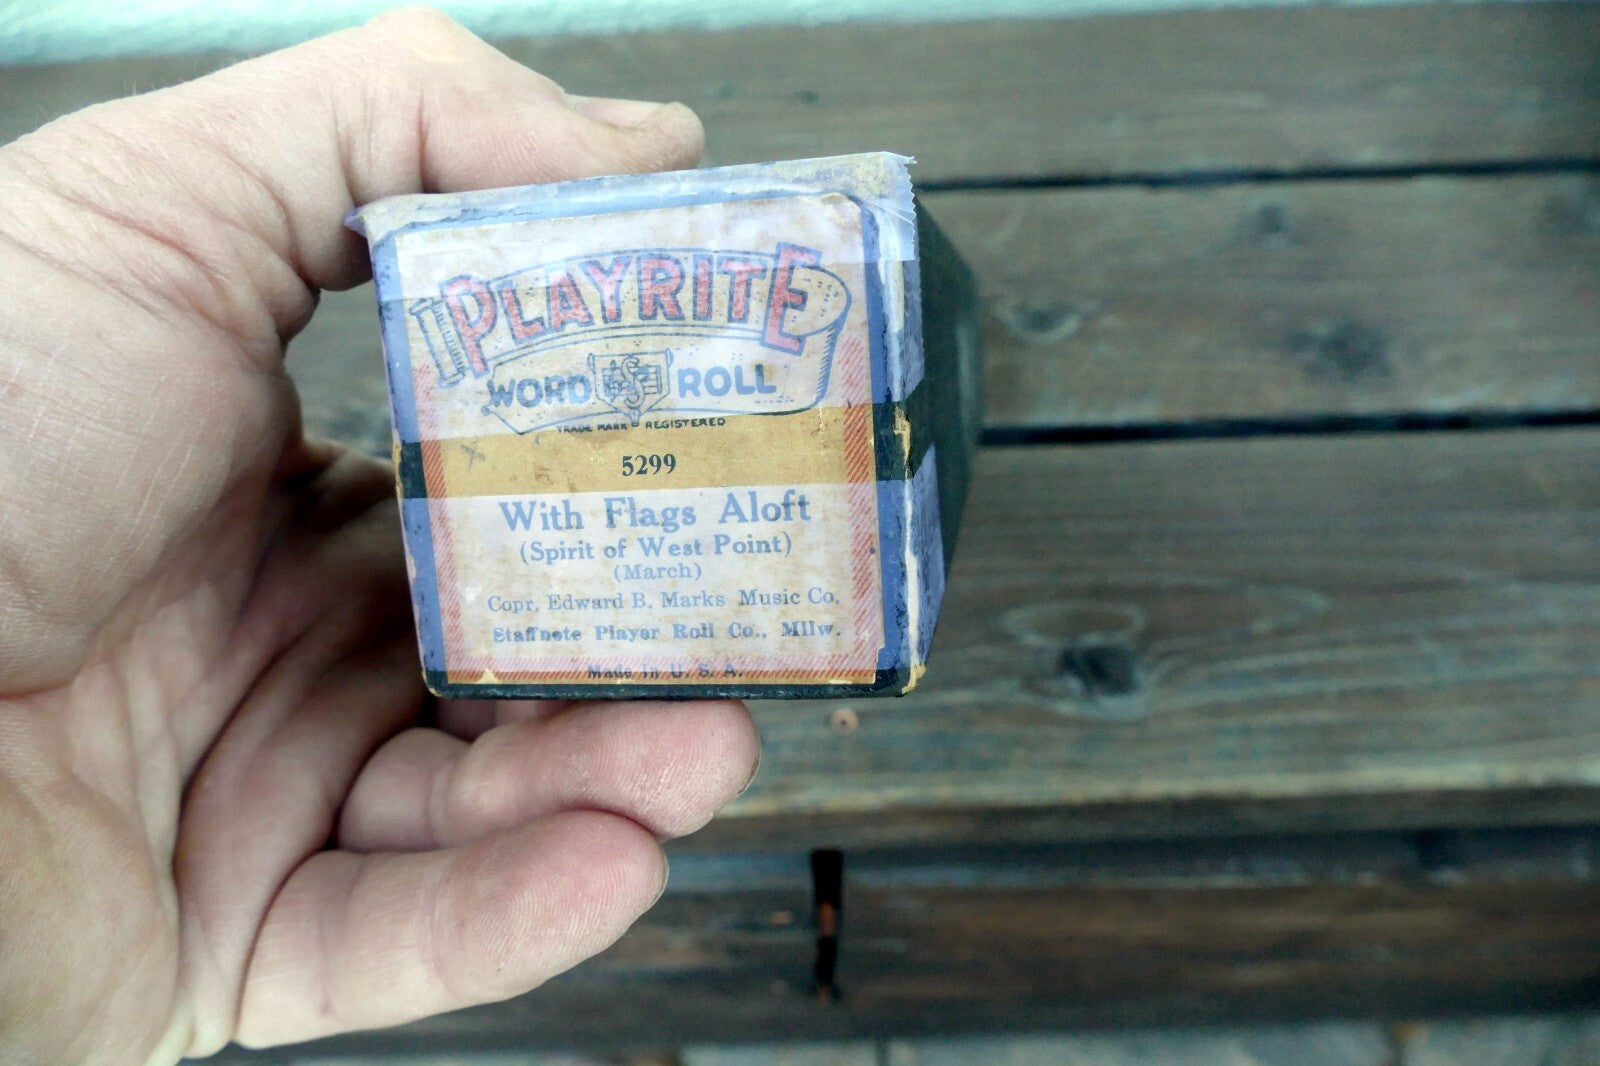 PLAYRITE
WORD ROLL
TRADE MARK REGISTERED
5299
With Flags Aloft
(Spirit of West Point)
(March)
Copr. Edward B. Marks Music Co.
Staffnote Player Roll Co., Milw.
Made in U. S. A.